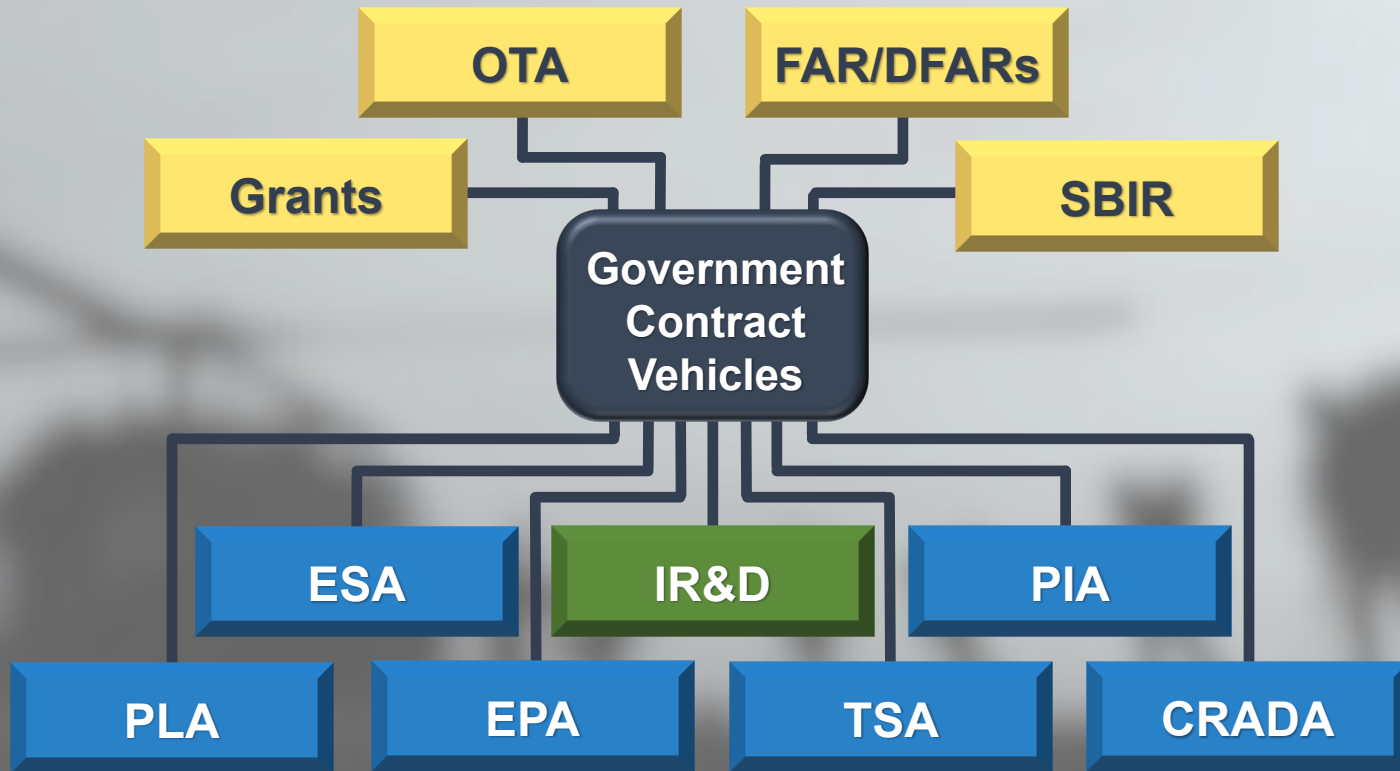 OTA
FAR/DFARs
Grants
SBIR
Government
Contract
Vehicles
ESA
IR&D
PIA
PLA
EPA
TSA
CRADA